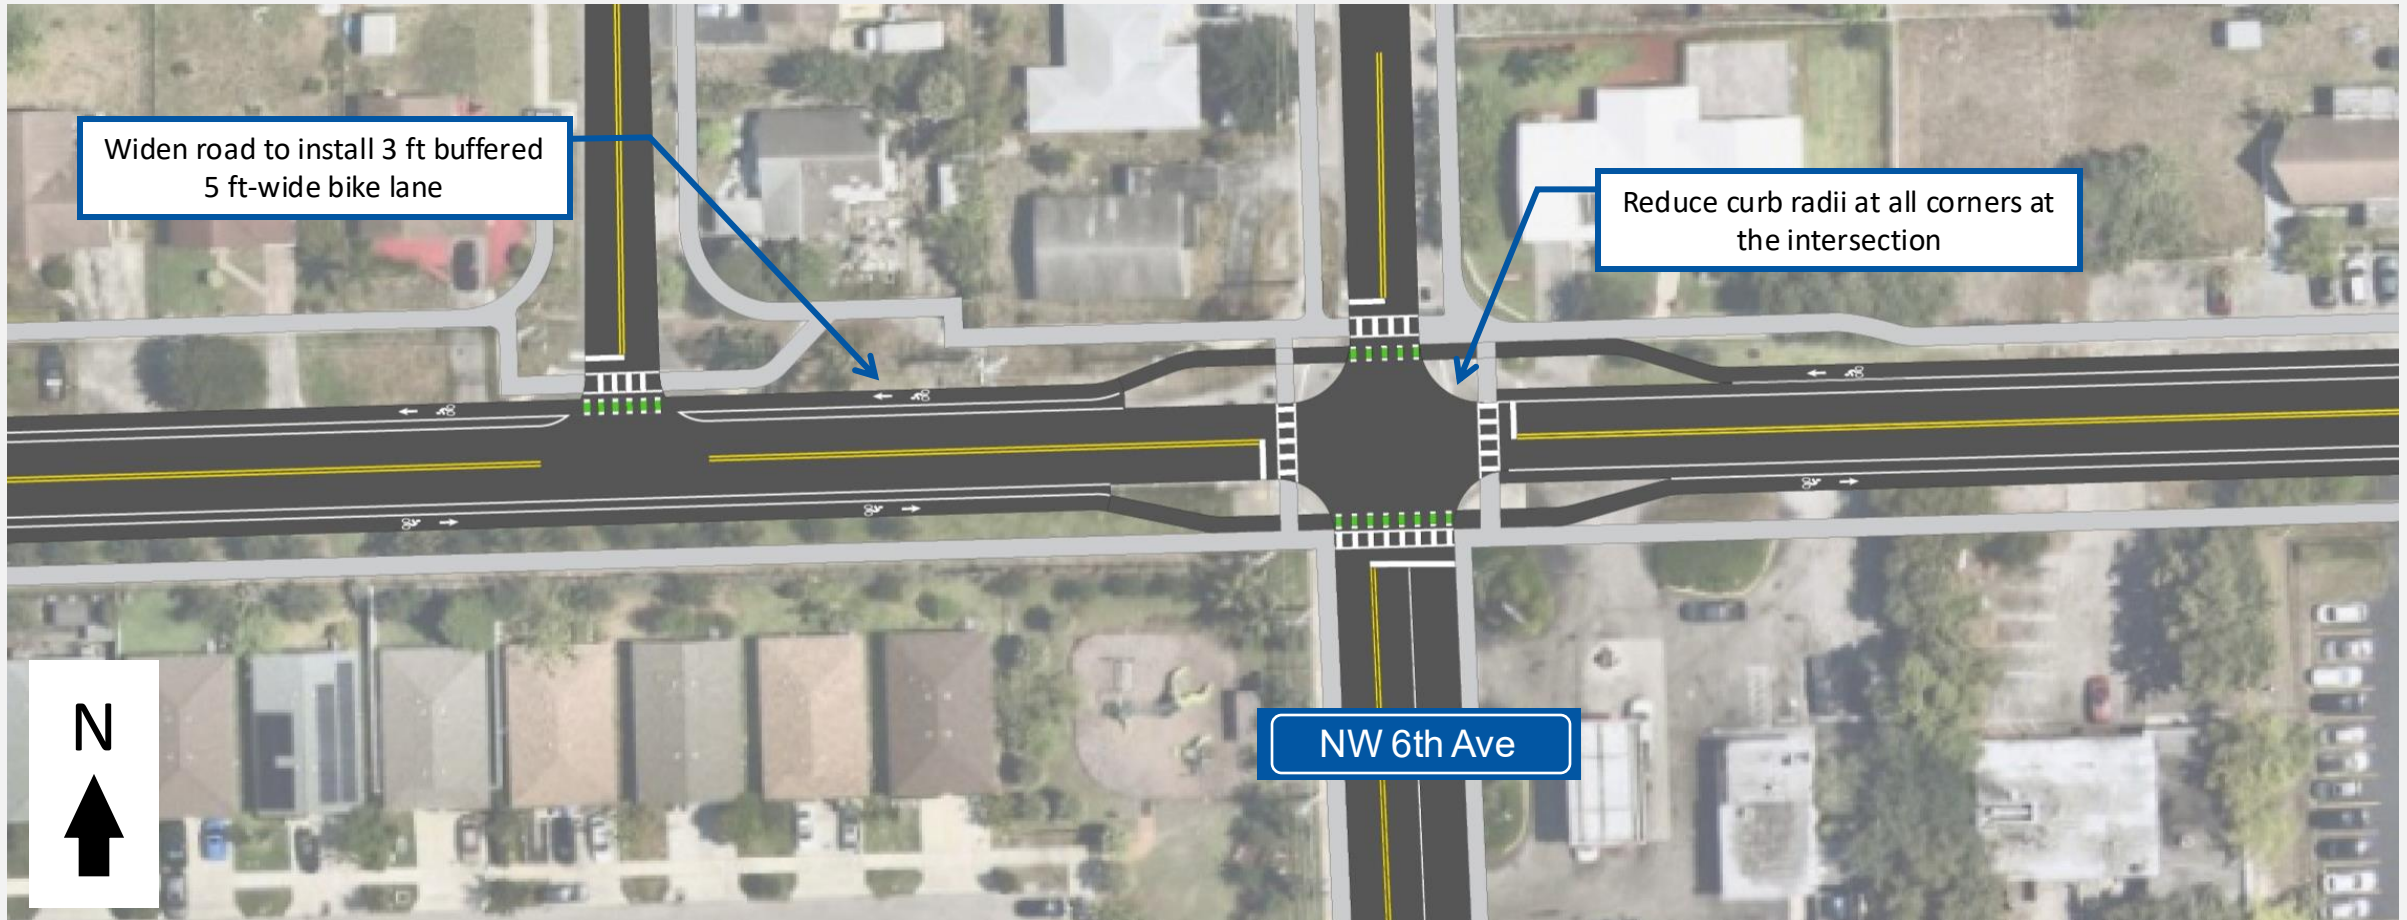 Widen road to install 3 ft buffered
5 ft-wide bike lane
Reduce curb radii at all corners at
the intersection
N
NW 6th Ave